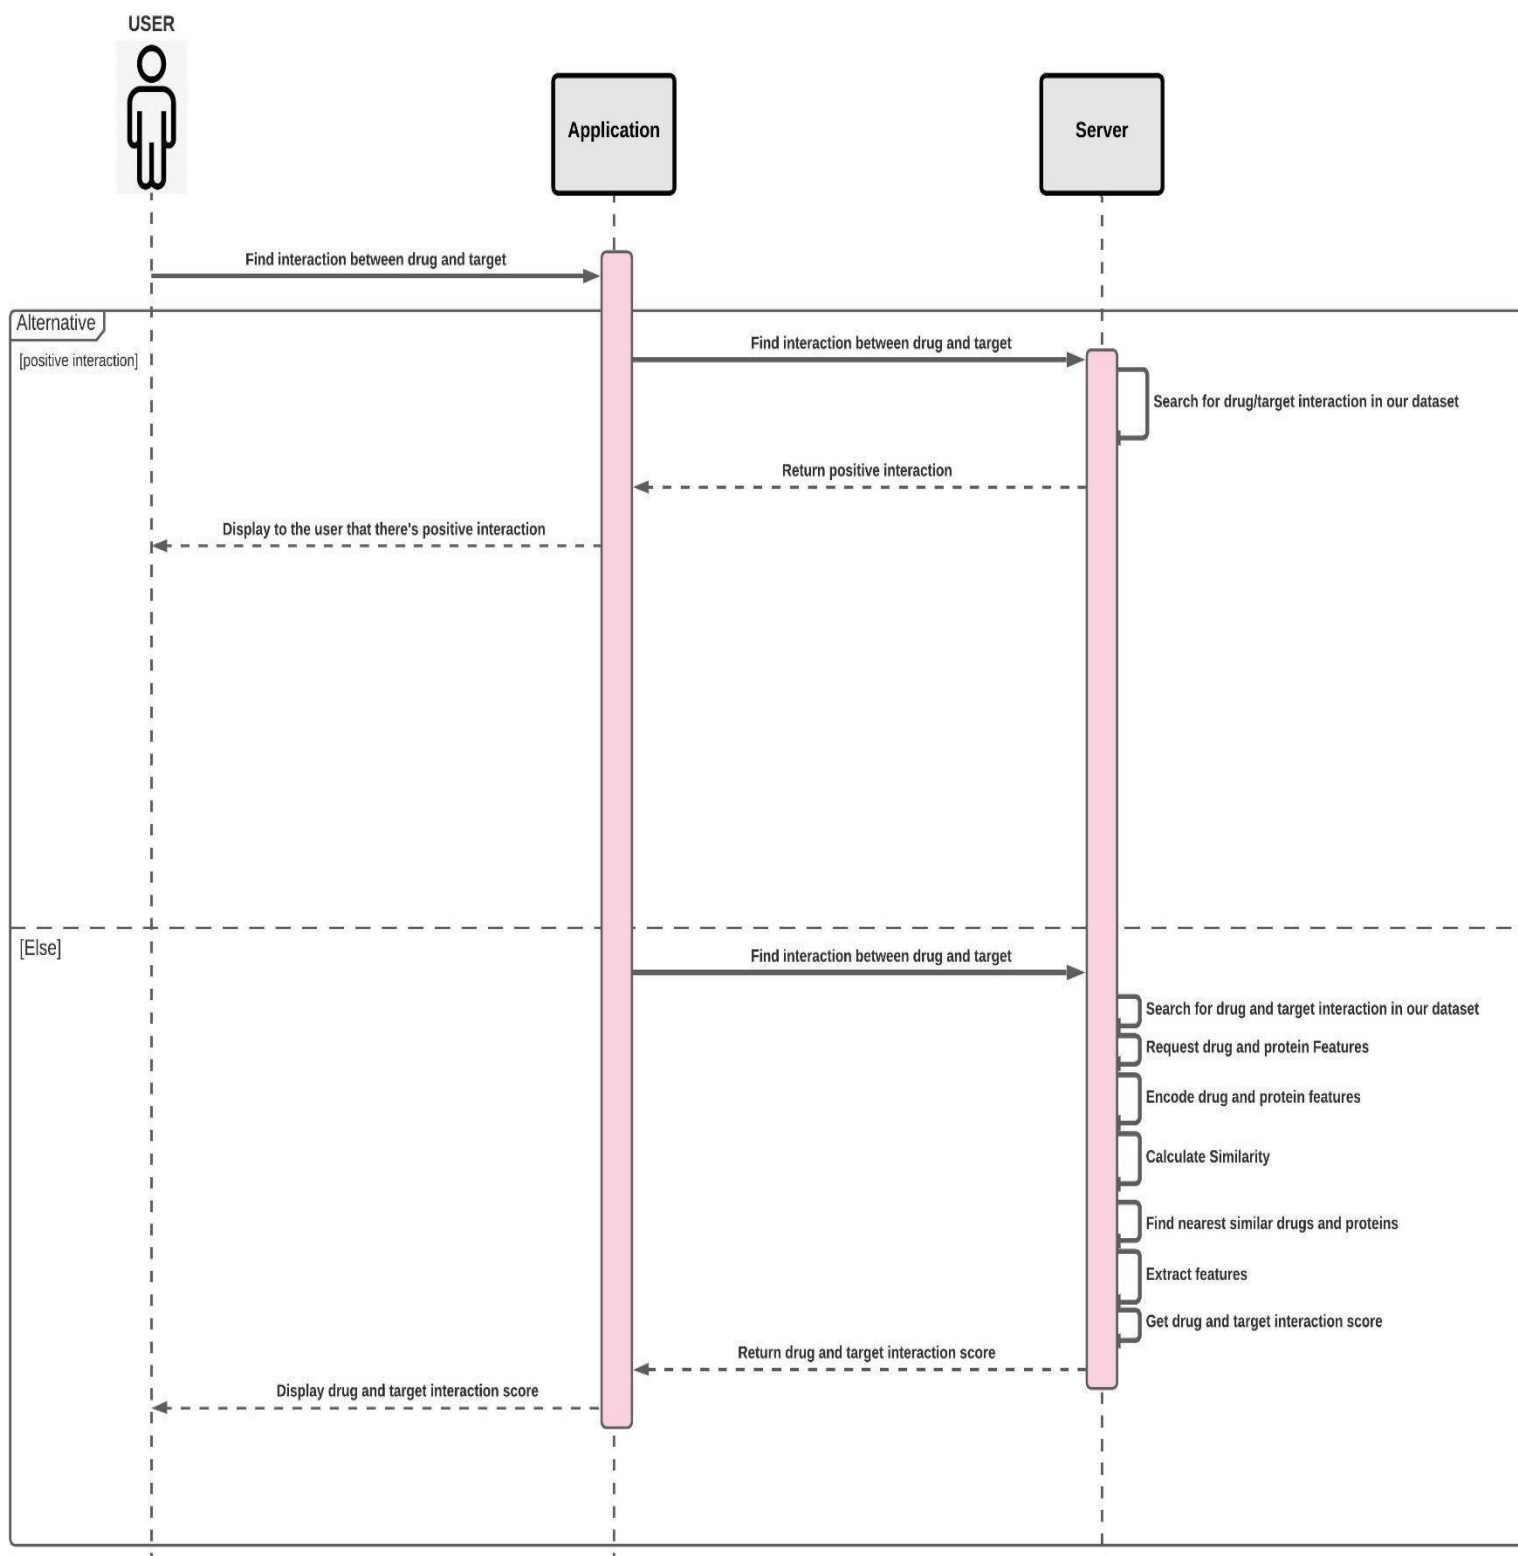 USER
Application
Server
Find interaction between drug and target
Alternative
[positive interaction]
Find interaction between drug and target
Search for drug/target interaction in our dataset
Return positive interaction
Display to the user that there's positive interaction
[Else]
Find interaction between drug and target
Search for drug and target interaction in our dataset
Request drug and protein Features
Encode drug and protein features
Calculate Similarity
Find nearest similar drugs and proteins
Extract features
Get drug and target interaction score
Return drug and target interaction score
Display drug and target interaction score